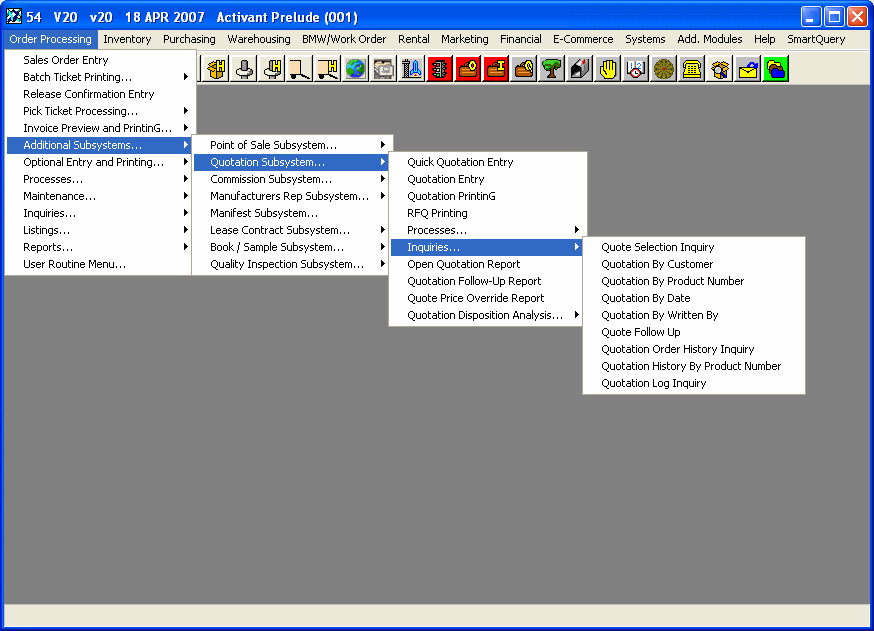 54 V20 v20 18 APR 2007 Activant Prelude (001)
Order Processing Inventory Purchasing Warehousing BMW/Work Order Rental Marketing Financial E-Commerce Systems Add. Modules Help SmartQuery
Sales Order Entry
Batch Ticket Printing...
Release Confirmation Entry
Pick Ticket Processing...
Invoice Preview and PrintinG...
Additional Subsystems...
Optional Entry and Printing...
Processes...
Maintenance...
Inquiries...
Listings...
Reports...
User Routine Menu...
Point of Sale Subsystem...
Quotation Subsystem...
Commission Subsystem...
Manufacturers Rep Subsystem...
Manifest Subsystem...
Lease Contract Subsystem...
Book / Sample Subsystem...
Quality Inspection Subsystem...
Quick Quotation Entry
Quotation Entry
Quotation PrintinG
RFQ Printing
Processes...
Inquiries...
Open Quotation Report
Quotation Follow-Up Report
Quote Price Override Report
Quotation Disposition Analysis...
Quote Selection Inquiry
Quotation By Customer
Quotation By Product Number
Quotation By Date
Quotation By Written By
Quote Follow Up
Quotation Order History Inquiry
Quotation History By Product Number
Quotation Log Inquiry